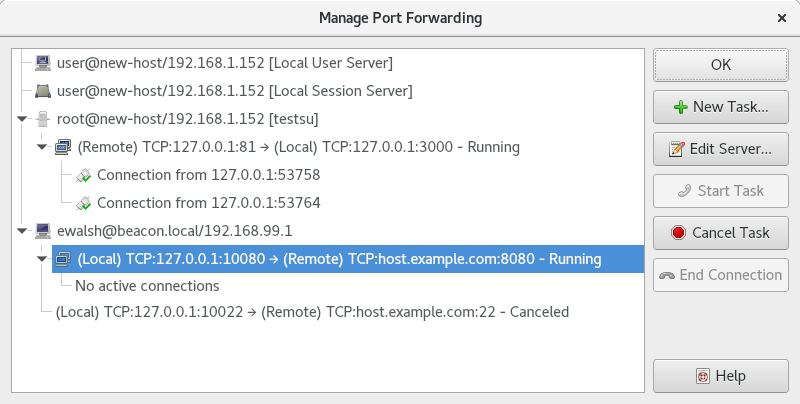 Manage Port Forwarding
user@new-host/192.168.1.152 [Local User Server]
user@new-host/192.168.1.152 [Local Session Server]
root@new-host/192.168.1.152 [testsu]
(Remote) TCP:127.0.0.1:81 → (Local) TCP:127.0.0.1:3000 - Running
Connection from 127.0.0.1:53758
Connection from 127.0.0.1:53764
ewalsh@beacon.local/192.168.99.1
(Local) TCP:127.0.0.1:10080 → (Remote) TCP:host.example.com:8080 - Running
No active connections
(Local) TCP:127.0.0.1:10022 → (Remote) TCP:host.example.com:22 - Canceled
OK
New Task...
Edit Server...
Start Task
Cancel Task
End Connection
Help